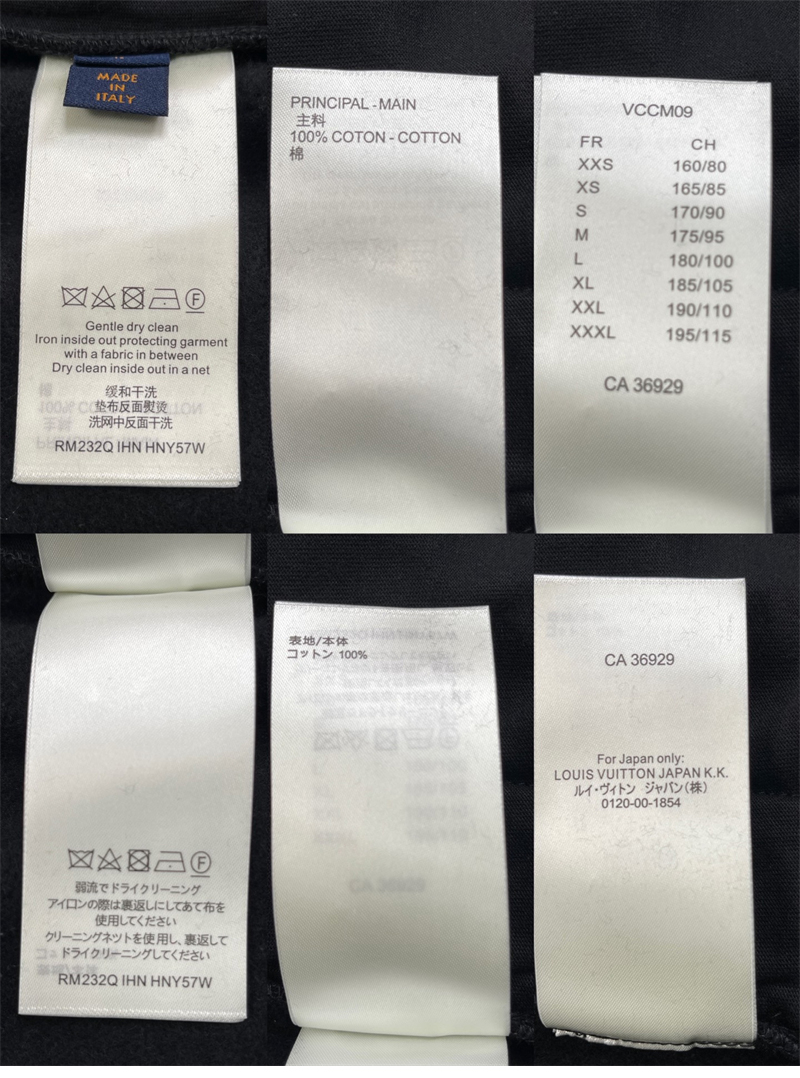 MADE
IN
ITALY
Gentle dry clean
Iron inside out protecting garment
with a fabric in between
Dry clean inside out in a net
缓和干洗
垫布反面熨烫
洗网中反面干洗
RM232Q IHN HNY57W
PRINCIPAL - MAIN
主料
100% COTON - COTTON
棉
VCCM09
FR CH
XXS 160/80
XS 165/85
S 170/90
M 175/95
L 180/100
XL 185/105
XXL 190/110
XXXL 195/115
CA 36929
弱流でドライクリーニング
アイロンの際は裏返しにしてあて布を
使用してください
クリーニングネットを使用し、裏返して
ドライクリーニングしてください
RM232Q IHN HNY57W
表地/本体
コットン 100%
CA 36929
For Japan only:
LOUIS VUITTON JAPAN K.K.
ルイ・ヴィトン ジャパン(株)
0120-00-1854